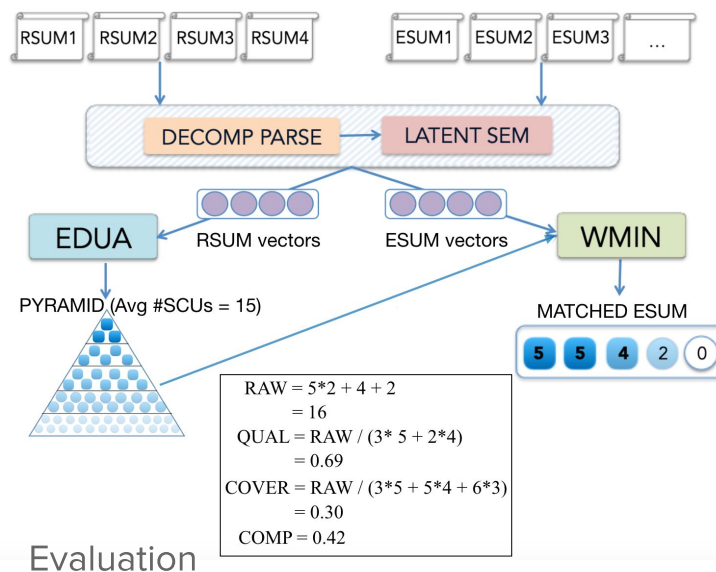 RSUM1 RSUM2 RSUM3 RSUM4 ESUM1 ESUM2 ESUM3 ...
DECOMP PARSE LATENT SEM
EDUA RSUM vectors ESUM vectors WMIN
PYRAMID (Avg #SCUs = 15)
MATCHED ESUM
5 5 4 2 0
RAW = 5*2 + 4 + 2
= 16
QUAL = RAW / (3* 5 + 2*4)
= 0.69
COVER = RAW / (3*5 + 5*4 + 6*3)
= 0.30
COMP = 0.42
Evaluation